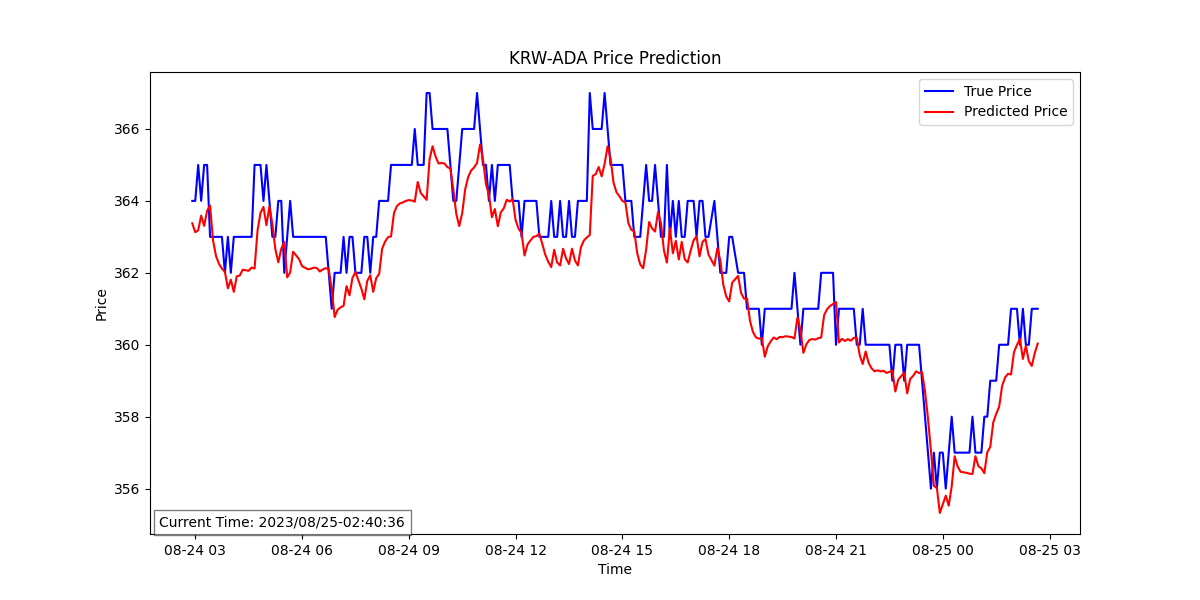 KRW-ADA Price Prediction
True Price
Predicted Price
Price
366
364
362
360
358
356
Current Time: 2023/08/25-02:40:36
08-24 03
08-24 06
08-24 09
08-24 12
08-24 15
08-24 18
08-24 21
08-25 00
08-25 03
Time